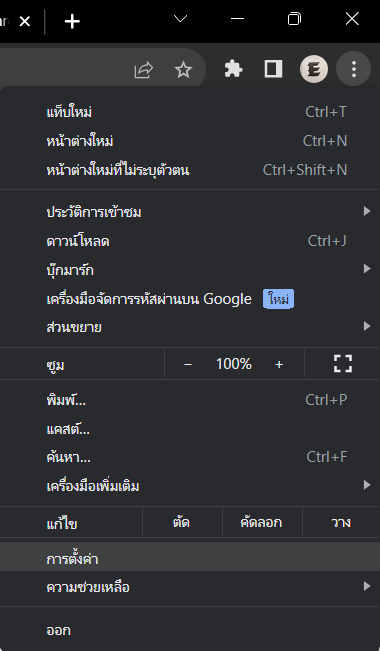 แท็บใหม่ Ctrl+T
หน้าต่างใหม่ Ctrl+N
หน้าต่างใหม่ที่ไม่ระบุตัวตน Ctrl+Shift+N
ประวัติการเข้าชม
ดาวน์โหลด Ctrl+J
บุ๊กมาร์ก
เครื่องมือจัดการรหัสผ่านบน Google ใหม่
ส่วนขยาย
ซูม − 100% +
พิมพ์... Ctrl+P
แคสต์...
ค้นหา... Ctrl+F
เครื่องมือเพิ่มเติม
แก้ไข ตัด คัดลอก วาง
การตั้งค่า
ความช่วยเหลือ
ออก